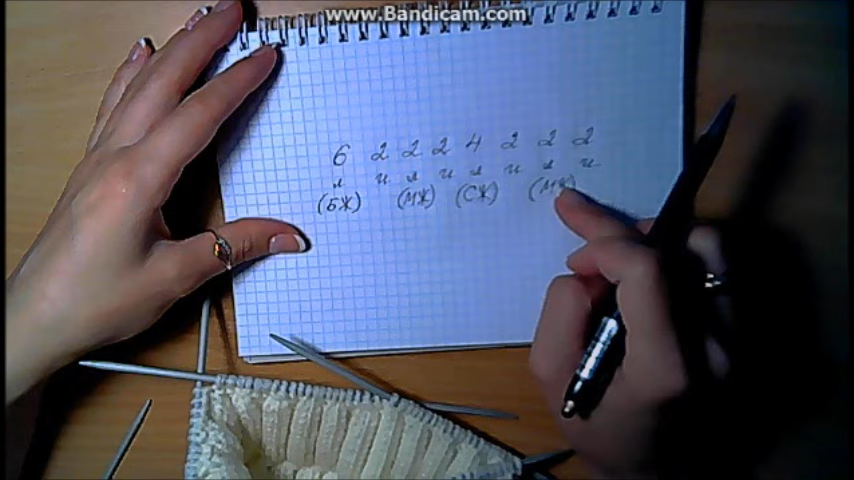 www.Bandicam.com
6 2 2 2 4 2 2 2
л и л и л и л и
(БЖ) (МЖ) (СЖ) (МЖ)